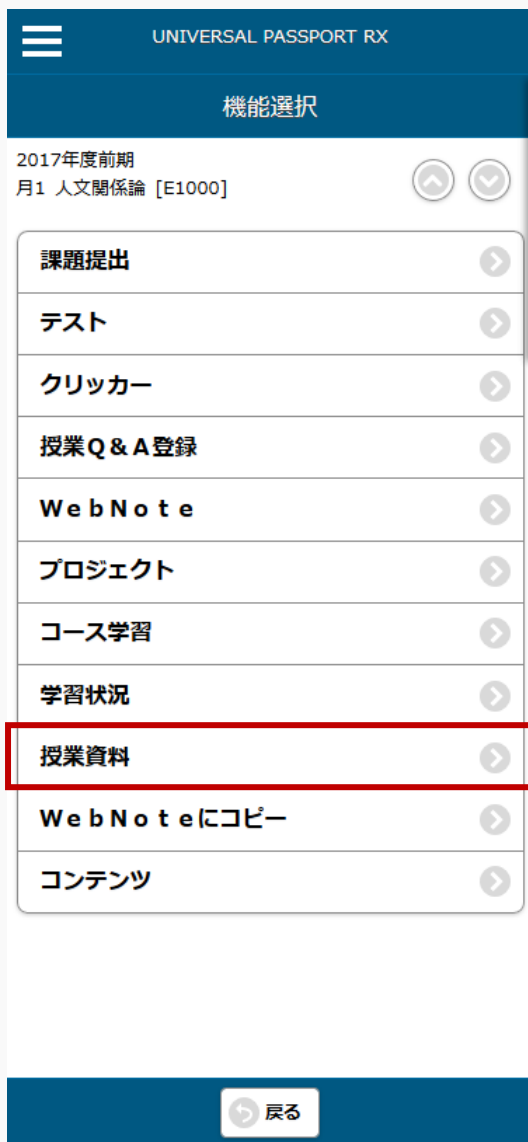 UNIVERSAL PASSPORT RX
機能選択
2017年度前期
月1 人文関係論 [E1000]
課題提出
テスト
クリッカー
授業Q&A登録
WebNote
プロジェクト
コース学習
学習状況
授業資料
WebNoteにコピー
コンテンツ
戻る